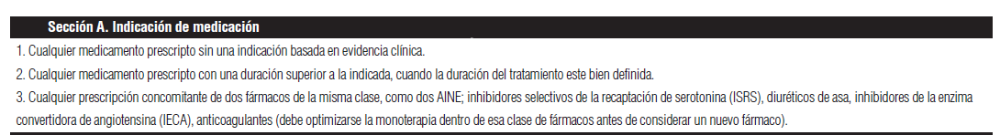 Sección A. Indicación de medicación
1. Cualquier medicamento prescripto sin una indicación basada en evidencia clínica.
2. Cualquier medicamento prescripto con una duración superior a la indicada, cuando la duración del tratamiento este bien definida.
3. Cualquier prescripción concomitante de dos fármacos de la misma clase, como dos AINE; inhibidores selectivos de la recaptación de serotonina (ISRS), diuréticos de asa, inhibidores de la enzima
convertidora de angiotensina (IECA), anticoagulantes (debe optimizarse la monoterapia dentro de esa clase de fármacos antes de considerar un nuevo fármaco).